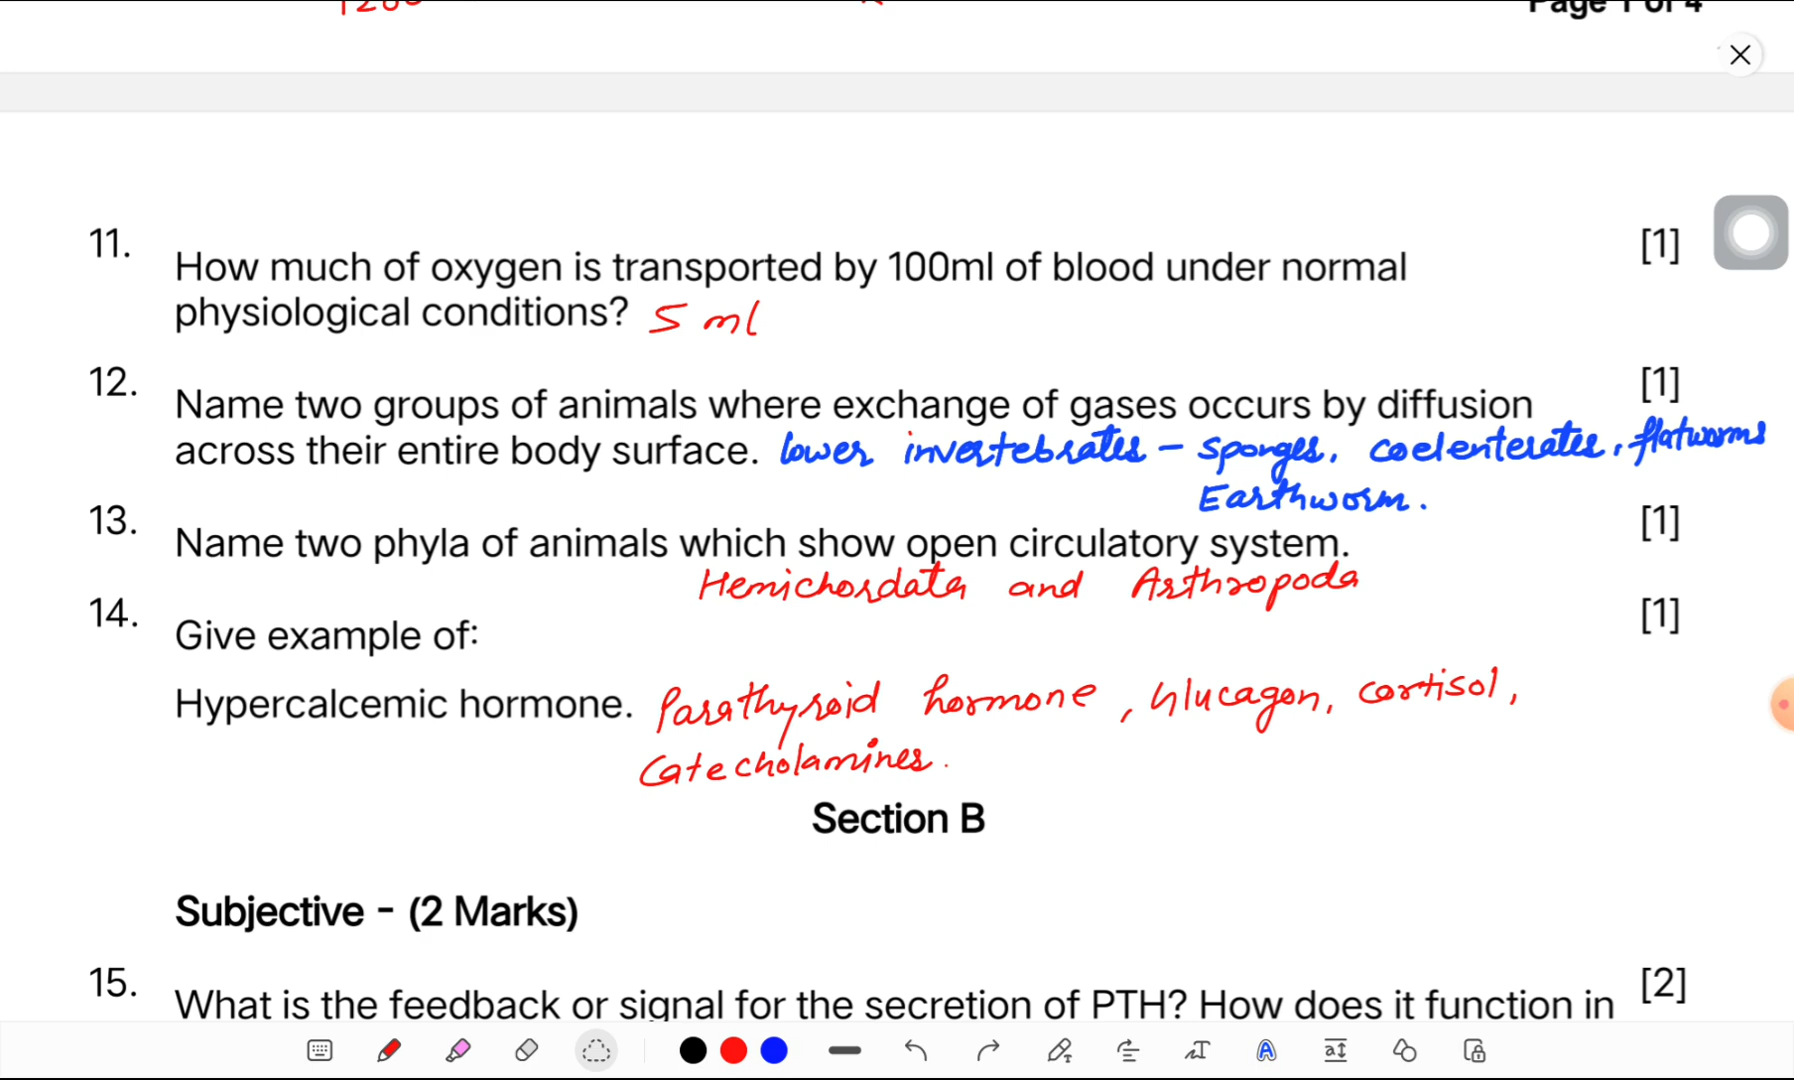 Page 1 of 4
11.
[1]
How much of oxygen is transported by 100ml of blood under normal
physiological conditions? 5 ml
12.
[1]
Name two groups of animals where exchange of gases occurs by diffusion
across their entire body surface. lower invertebrates – sponges, coelenterates, flatworms
Earthworm.
13.
[1]
Name two phyla of animals which show open circulatory system.
Hemichordata and Arthropoda
14.
[1]
Give example of:
Hypercalcemic hormone. Parathyroid hormone, Glucagon, cortisol,
Catecholamines.
Section B
Subjective - (2 Marks)
15.
[2]
What is the feedback or signal for the secretion of PTH? How does it function in